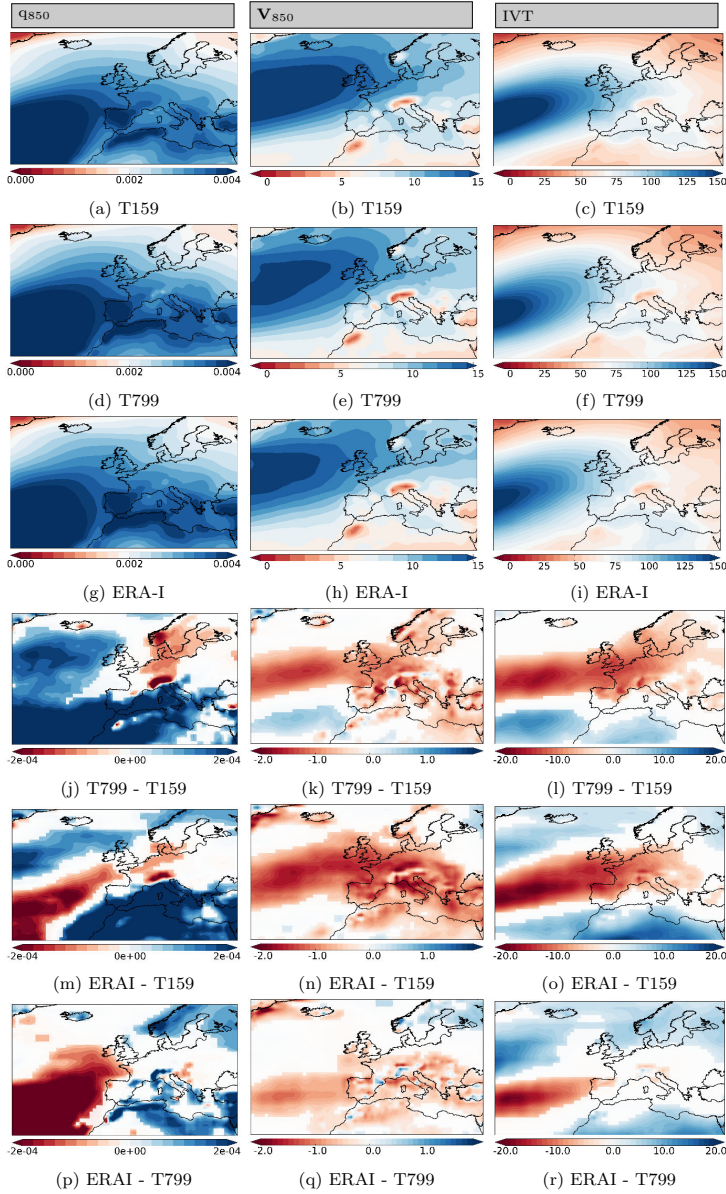 q850 V850 IVT
0.000 0.002 0.004 0 5 10 15 0 25 50 75 100 125 150
(a) T159 (b) T159 (c) T159
0.000 0.002 0.004 0 5 10 15 0 25 50 75 100 125 150
(d) T799 (e) T799 (f) T799
0.000 0.002 0.004 0 5 10 15 0 25 50 75 100 125 150
(g) ERA-I (h) ERA-I (i) ERA-I
-2e-04 0e+00 2e-04 -2.0 -1.0 0.0 1.0 -20.0 -10.0 0.0 10.0 20.0
(j) T799 - T159 (k) T799 - T159 (l) T799 - T159
-2e-04 0e+00 2e-04 -2.0 -1.0 0.0 1.0 -20.0 -10.0 0.0 10.0 20.0
(m) ERAI - T159 (n) ERAI - T159 (o) ERAI - T159
-2e-04 0e+00 2e-04 -2.0 -1.0 0.0 1.0 -20.0 -10.0 0.0 10.0 20.0
(p) ERAI - T799 (q) ERAI - T799 (r) ERAI - T799